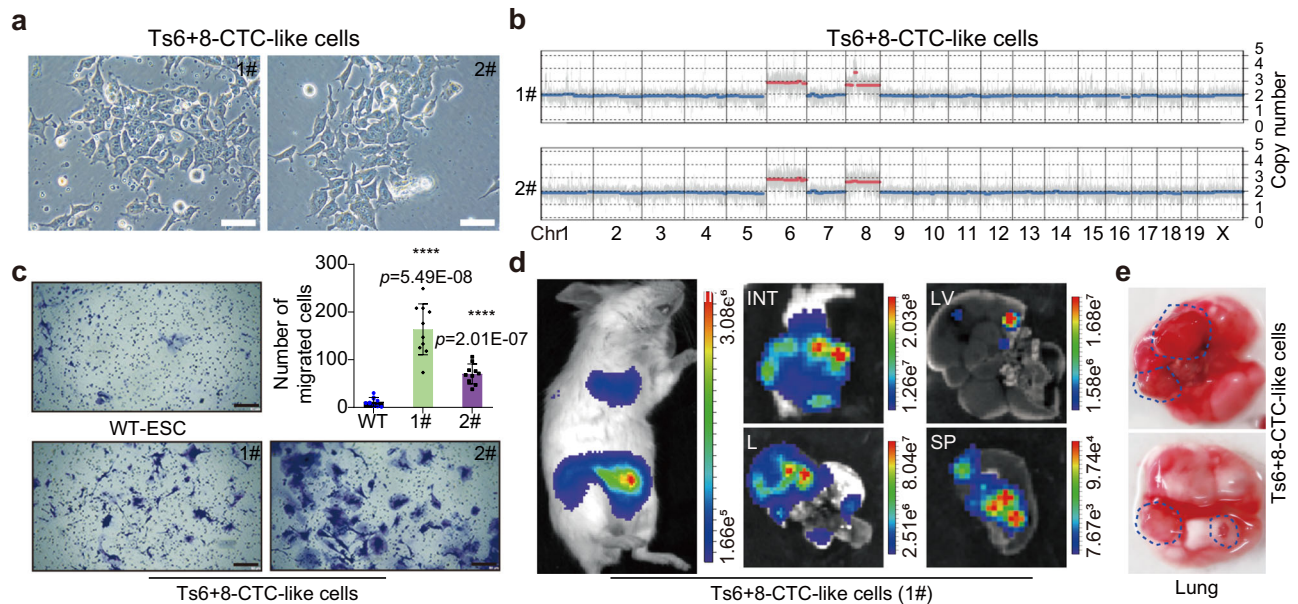 a
Ts6+8-CTC-like cells
1#
2#
b
Ts6+8-CTC-like cells
1#
2#
5
4
3
2
1
0
5
4
3
2
1
0
Copy number
Chr1 2 3 4 5 6 7 8 9 10 11 12 13 14 15 16 17 18 19 X
c
WT-ESC
Number of
migrated cells
300
200
100
0
****
p=5.49E-08
****
p=2.01E-07
WT 1# 2#
1#
2#
Ts6+8-CTC-like cells
d
3.08e⁶
1.66e⁵
INT
2.03e⁸
1.26e⁷
LV
1.68e⁷
1.58e⁶
L
8.04e⁷
2.51e⁶
SP
9.74e⁴
7.67e³
Ts6+8-CTC-like cells (1#)
e
Ts6+8-CTC-like cells
Lung